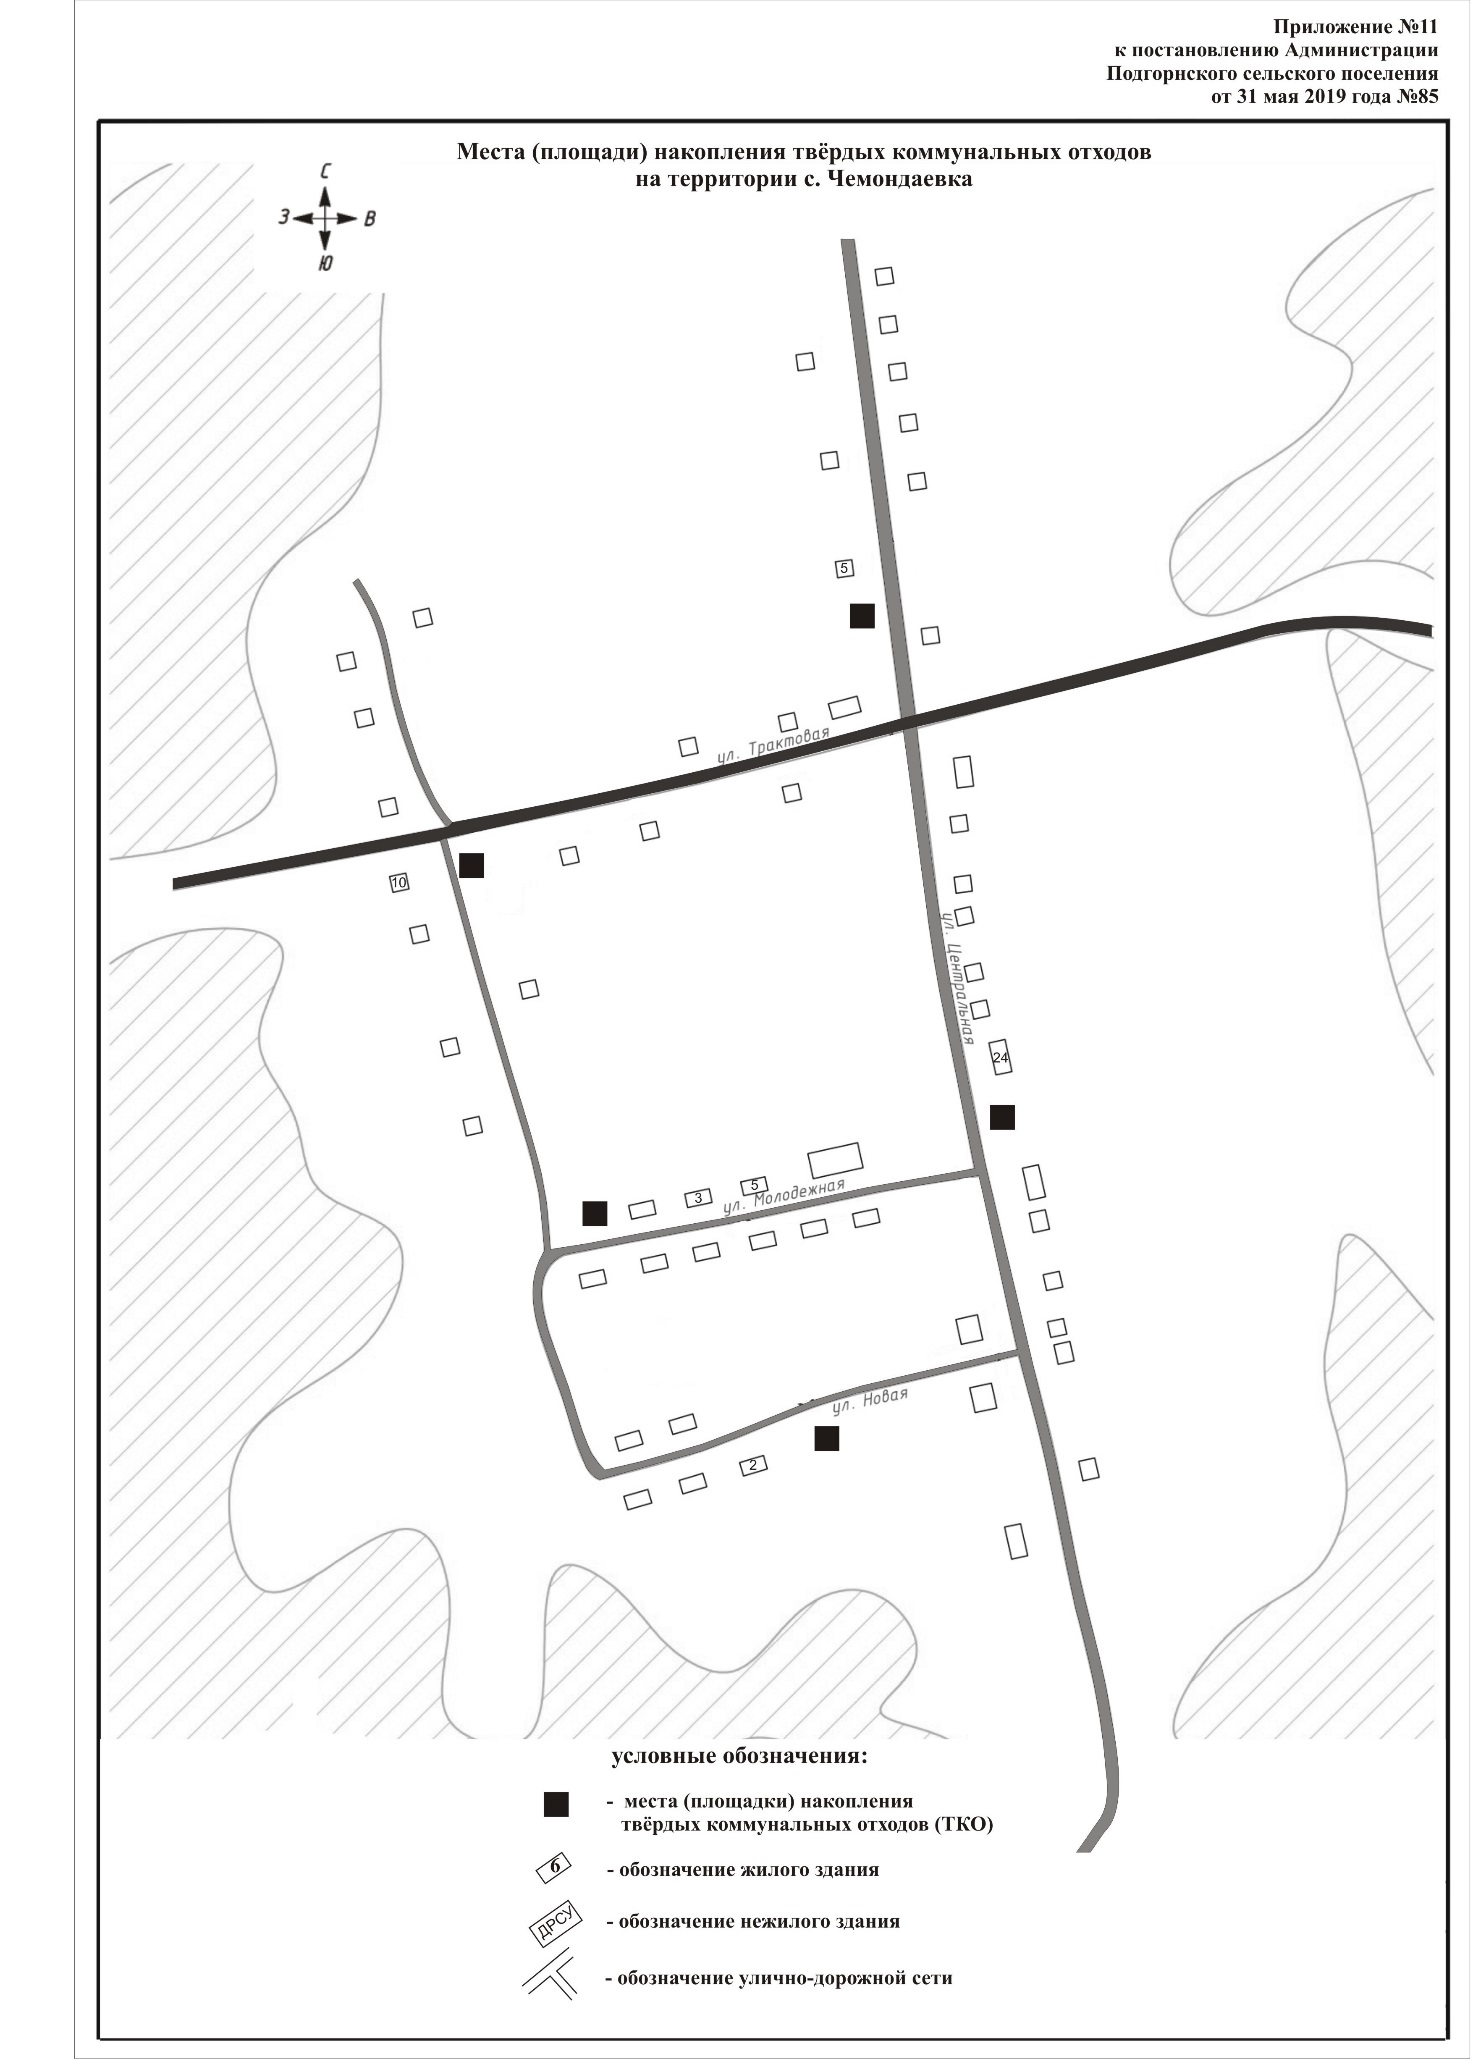 Приложение №11
к постановлению Администрации
Подгорнского сельского поселения
от 31 мая 2019 года №85
Места (площади) накопления твёрдых коммунальных отходов
на территории с. Чемондаевка
С
З В
Ю
5
ул. Трактовая
10
ул. Центральная
24
3
5
ул. Молодежная
ул. Новая
2
условные обозначения:
- места (площадки) накопления
твёрдых коммунальных отходов (ТКО)
6 - обозначение жилого здания
ДРСУ - обозначение нежилого здания
- обозначение улично-дорожной сети